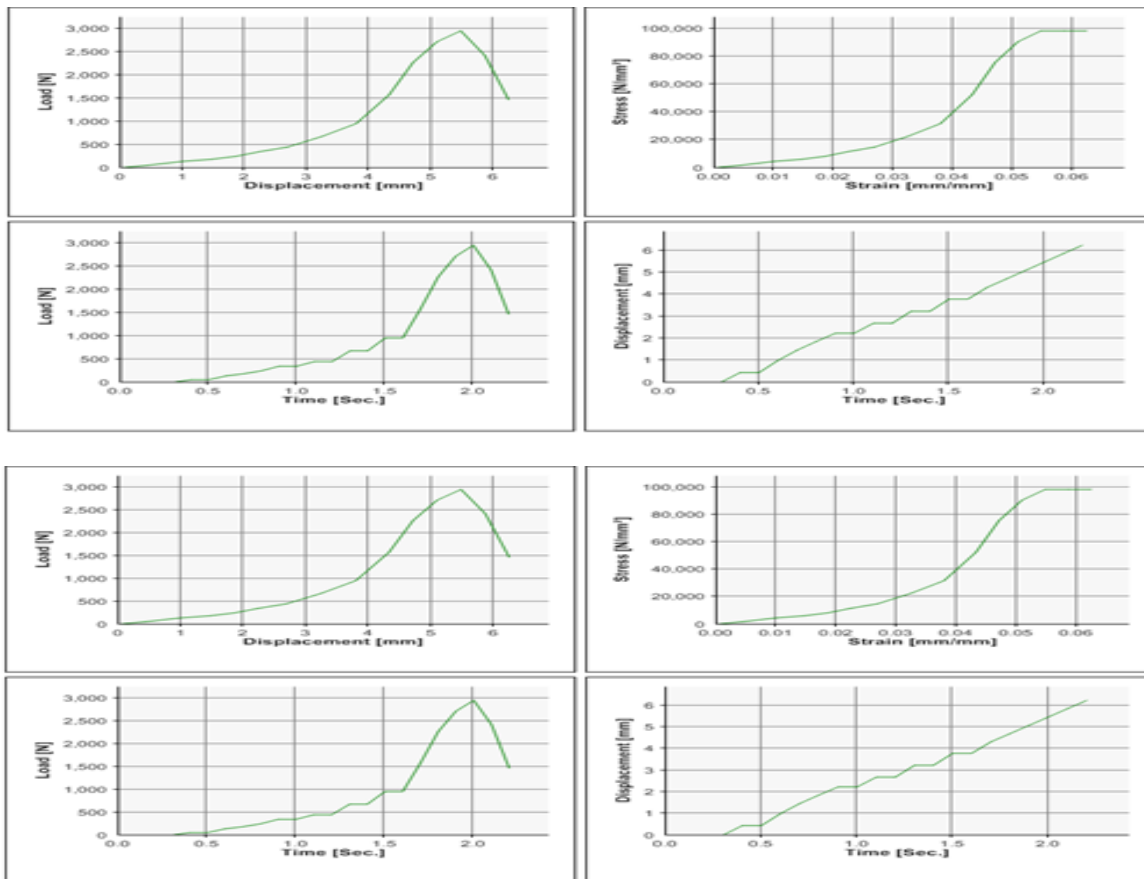 3,000
2,500
2,000
1,500
1,000
500
0
Load [N]
0 1 2 3 4 5 6
Displacement [mm]
100,000
80,000
60,000
40,000
20,000
0
Stress [N/mm²]
0.00 0.01 0.02 0.03 0.04 0.05 0.06
Strain [mm/mm]
3,000
2,500
2,000
1,500
1,000
500
0
Load [N]
0.0 0.5 1.0 1.5 2.0
Time [Sec.]
6
5
4
3
2
1
0
Displacement [mm]
0.0 0.5 1.0 1.5 2.0
Time [Sec.]
3,000
2,500
2,000
1,500
1,000
500
0
Load [N]
0 1 2 3 4 5 6
Displacement [mm]
100,000
80,000
60,000
40,000
20,000
0
Stress [N/mm²]
0.00 0.01 0.02 0.03 0.04 0.05 0.06
Strain [mm/mm]
3,000
2,500
2,000
1,500
1,000
500
0
Load [N]
0.0 0.5 1.0 1.5 2.0
Time [Sec.]
6
5
4
3
2
1
0
Displacement [mm]
0.0 0.5 1.0 1.5 2.0
Time [Sec.]